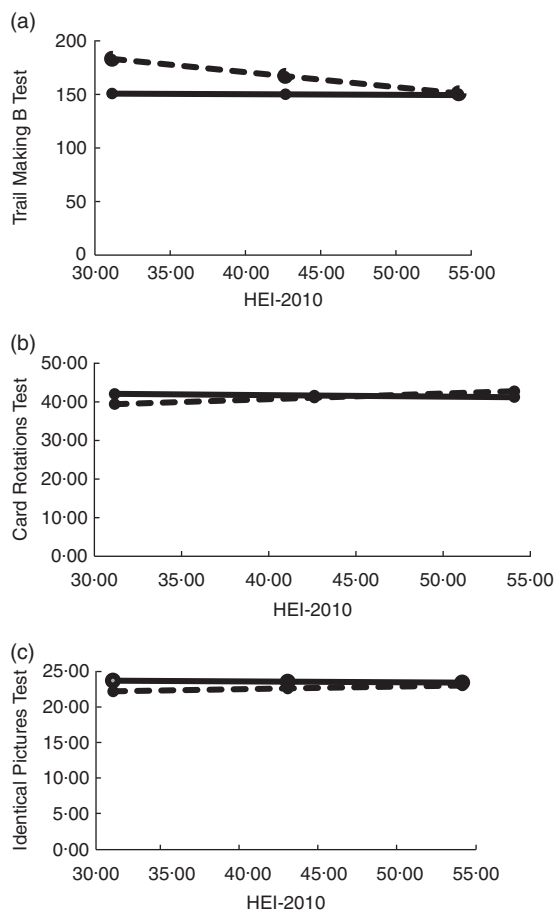 (a)
200
150
100
50
0
Trail Making B Test
30·00 35·00 40·00 45·00 50·00 55·00
HEI-2010
(b)
50·00
40·00
30·00
20·00
10·00
0·00
Card Rotations Test
30·00 35·00 40·00 45·00 50·00 55·00
HEI-2010
(c)
25·00
20·00
15·00
10·00
5·00
0·00
Identical Pictures Test
30·00 35·00 40·00 45·00 50·00 55·00
HEI-2010